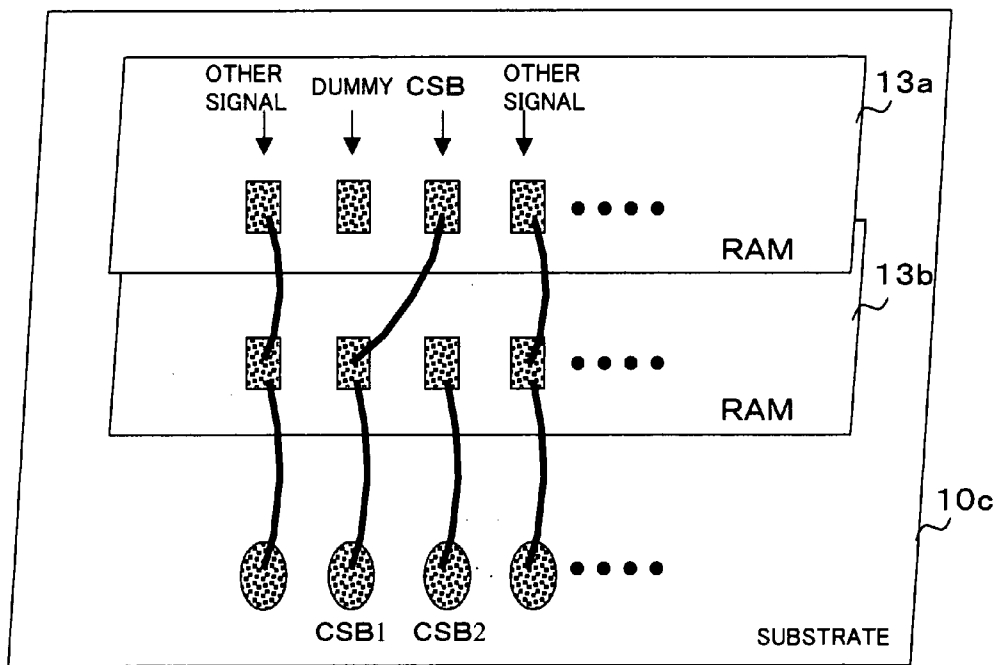 OTHER
SIGNAL
DUMMY
CSB
OTHER
SIGNAL
13a
RAM
13b
RAM
10c
CSB1
CSB2
SUBSTRATE